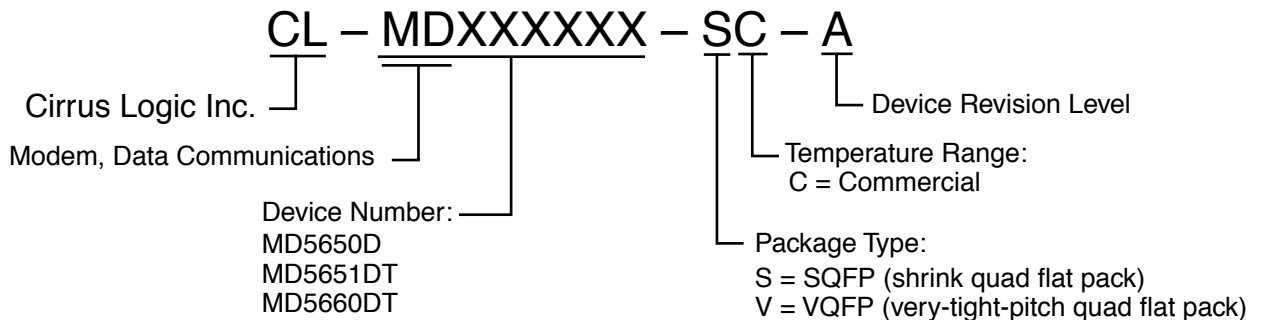 CL – MDXXXXXX – SC – A
Cirrus Logic Inc.
Device Revision Level
Modem, Data Communications
Temperature Range:
C = Commercial
Device Number:
MD5650D
MD5651DT
MD5660DT
Package Type:
S = SQFP (shrink quad flat pack)
V = VQFP (very-tight-pitch quad flat pack)